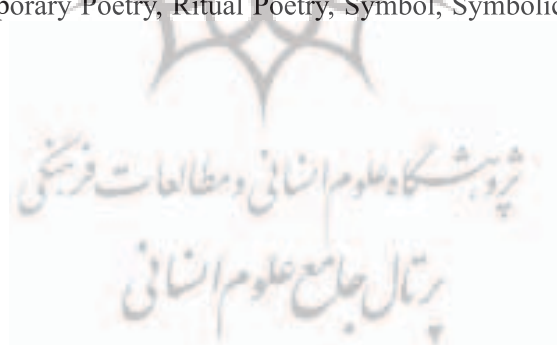 porary Poetry, Ritual Poetry, Symbol, Symbolic
پژوهشگاه علوم انسانی و مطالعات فرهنگی
پرتال جامع علوم انسانی